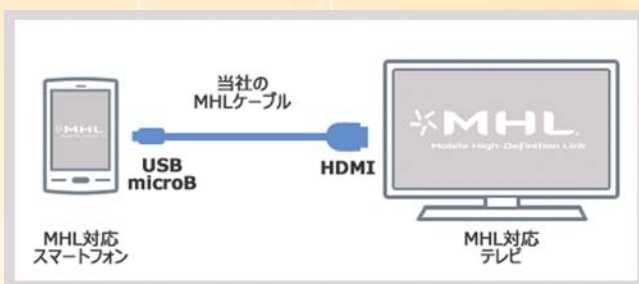 当社の
MHLケーブル
MHL
MHL
Mobile High-Definition Link
USB
microB
HDMI
MHL対応
スマートフォン
MHL対応
テレビ